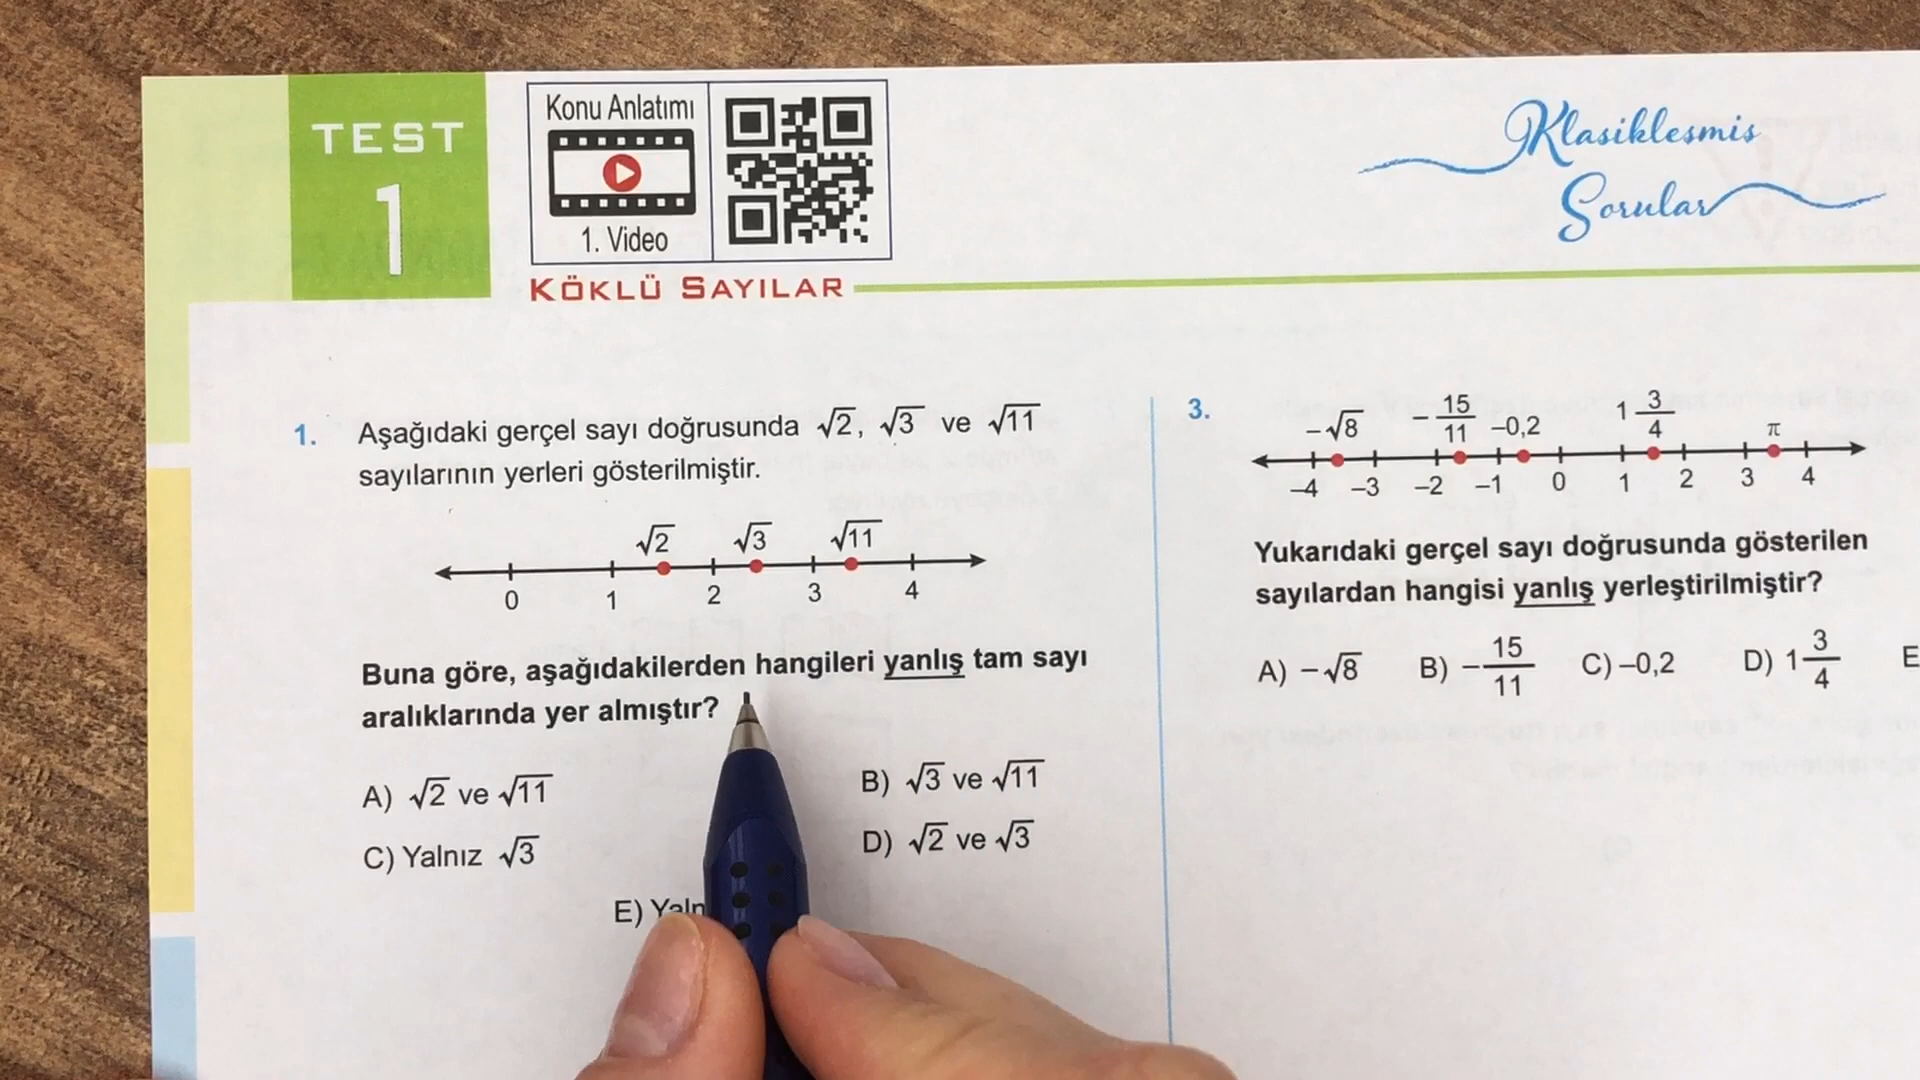 TEST
1
Konu Anlatımı
1. Video
KÖKLÜ SAYILAR
Klasiklesmis
Sorular
1. Aşağıdaki gerçel sayı doğrusunda √2, √3 ve √11
sayılarının yerleri gösterilmiştir.
√2 √3 √11
0 1 2 3 4
Buna göre, aşağıdakilerden hangileri yanlış tam sayı
aralıklarında yer almıştır?
A) √2 ve √11
B) √3 ve √11
C) Yalnız √3
D) √2 ve √3
E) Yaln
3.
−√8 −15/11 −0,2 1 3/4 π
−4 −3 −2 −1 0 1 2 3 4
Yukarıdaki gerçel sayı doğrusunda gösterilen
sayılardan hangisi yanlış yerleştirilmiştir?
A) −√8 B) −15/11 C) −0,2 D) 1 3/4 E